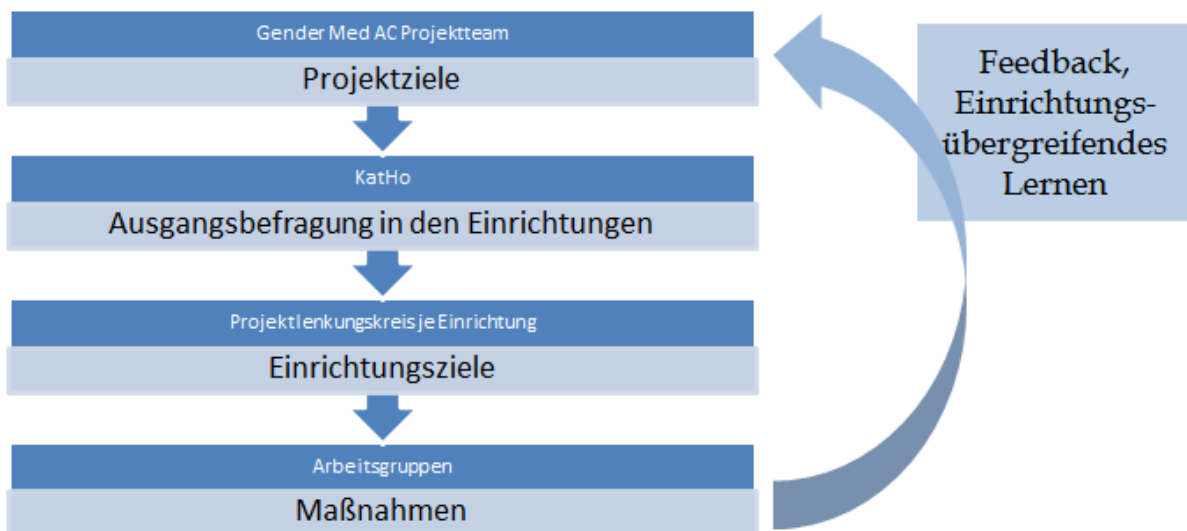 Gender Med AC Projektteam
Projektziele
KatHo
Ausgangsbefragung in den Einrichtungen
Projektlenkungskreis je Einrichtung
Einrichtungsziele
Arbeitsgruppen
Maßnahmen
Feedback,
Einrichtungs-
übergreifendes
Lernen